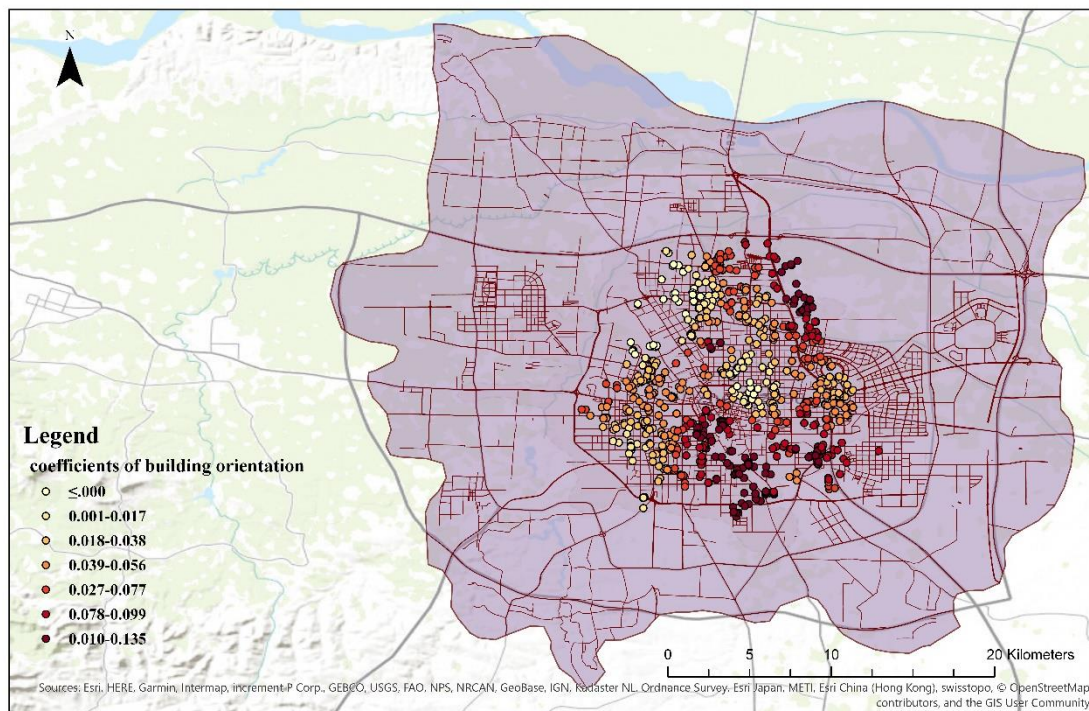 N
Legend
coefficients of building orientation
≤.000
0.001-0.017
0.018-0.038
0.039-0.056
0.027-0.077
0.078-0.099
0.010-0.135
0 5 10 20 Kilometers
Sources: Esri, HERE, Garmin, Intermap, increment P Corp., GEBCO, USGS, FAO, NPS, NRCAN, GeoBase, IGN, Kadaster NL, Ordnance Survey, Esri Japan, METI, Esri China (Hong Kong), swisstopo, © OpenStreetMap
contributors, and the GIS User Community